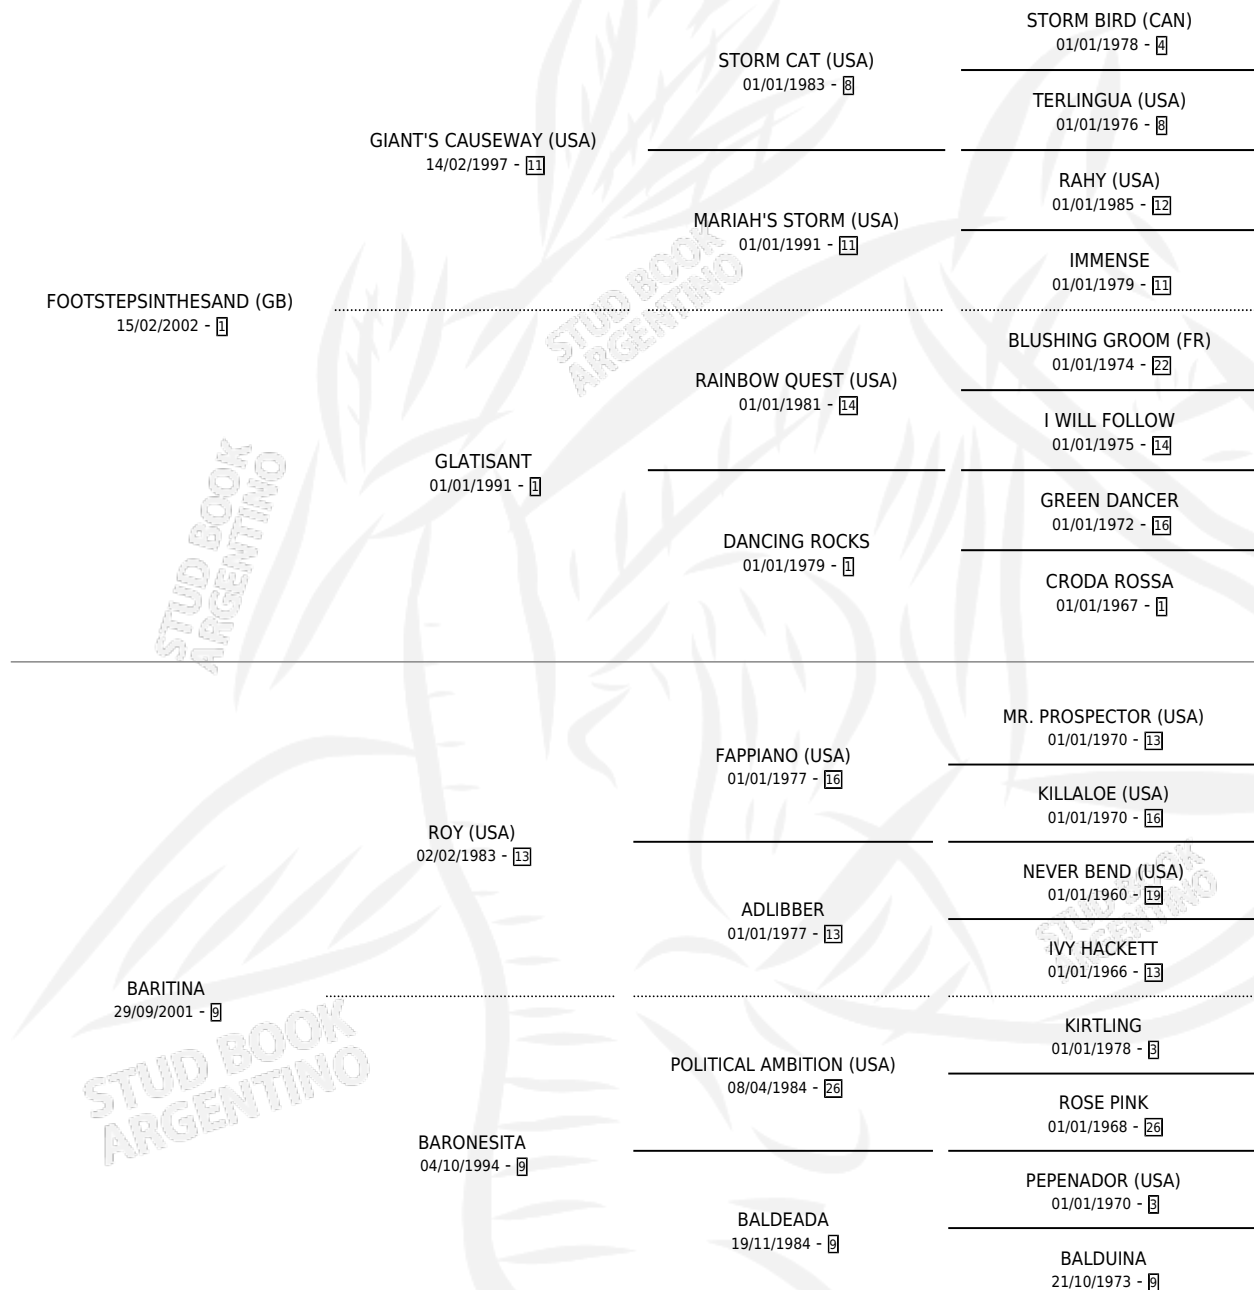 STORM BIRD (CAN)
01/01/1978 - 4
STORM CAT (USA)
01/01/1983 - 8
TERLINGUA (USA)
01/01/1976 - 8
GIANT'S CAUSEWAY (USA)
14/02/1997 - 11
RAHY (USA)
01/01/1985 - 12
MARIAH'S STORM (USA)
01/01/1991 - 11
IMMENSE
01/01/1979 - 11
FOOTSTEPSINTHESAND (GB)
15/02/2002 - 1
STUD BOOK
ARGENTINO
BLUSHING GROOM (FR)
01/01/1974 - 22
RAINBOW QUEST (USA)
01/01/1981 - 14
I WILL FOLLOW
01/01/1975 - 14
GLATISANT
01/01/1991 - 1
GREEN DANCER
01/01/1972 - 16
DANCING ROCKS
01/01/1979 - 1
CRODA ROSSA
01/01/1967 - 1
STUD BOOK
ARGENTINO
MR. PROSPECTOR (USA)
01/01/1970 - 13
FAPPIANO (USA)
01/01/1977 - 16
KILLALOE (USA)
01/01/1970 - 16
ROY (USA)
02/02/1983 - 13
NEVER BEND (USA)
01/01/1960 - 19
ADLIBBER
01/01/1977 - 13
IVY HACKETT
01/01/1966 - 13
STUD BOOK
ARGENTINO
BARITINA
29/09/2001 - 9
KIRTLING
01/01/1978 - 3
POLITICAL AMBITION (USA)
08/04/1984 - 26
ROSE PINK
01/01/1968 - 26
STUD BOOK
ARGENTINO
BARONESITA
04/10/1994 - 9
PEPENADOR (USA)
01/01/1970 - 3
BALDEADA
19/11/1984 - 9
BALDUINA
21/10/1973 - 9